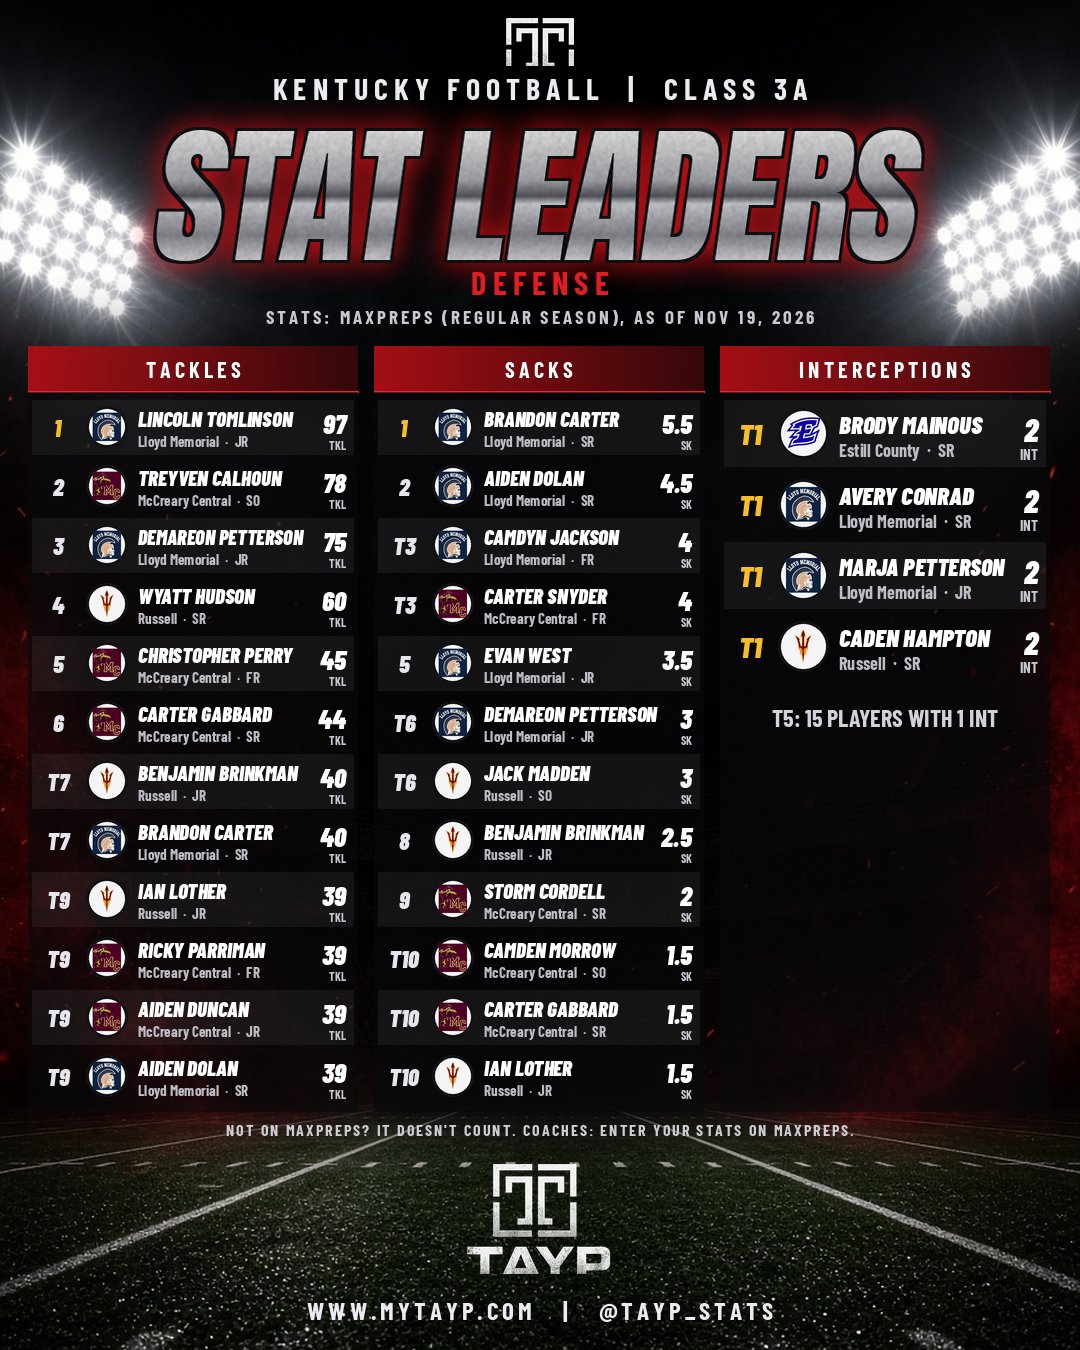 KENTUCKY FOOTBALL | CLASS 3A
STAT LEADERS
DEFENSE
STATS: MAXPREPS (REGULAR SEASON), AS OF NOV 19, 2026
TACKLES
1 LINCOLN TOMLINSON 97
Lloyd Memorial · JR TKL
2 TREYVEN CALHOUN 78
McCreary Central · SO TKL
3 DEMAREON PETTERSON 75
Lloyd Memorial · JR TKL
4 WYATT HUDSON 60
Russell · SR TKL
5 CHRISTOPHER PERRY 45
McCreary Central · FR TKL
6 CARTER GABBARD 44
McCreary Central · SR TKL
T7 BENJAMIN BRINKMAN 40
Russell · JR TKL
T7 BRANDON CARTER 40
Lloyd Memorial · SR TKL
T9 IAN LOTHER 39
Russell · JR TKL
T9 RICKY PARRIMAN 39
McCreary Central · FR TKL
T9 AIDEN DUNCAN 39
McCreary Central · JR TKL
T9 AIDEN DOLAN 39
Lloyd Memorial · SR TKL
SACKS
1 BRANDON CARTER 5.5
Lloyd Memorial · SR SK
2 AIDEN DOLAN 4.5
Lloyd Memorial · SR SK
T3 CAMDYN JACKSON 4
Lloyd Memorial · FR SK
T3 CARTER SNYDER 4
McCreary Central · FR SK
5 EVAN WEST 3.5
Lloyd Memorial · JR SK
T6 DEMAREON PETTERSON 3
Lloyd Memorial · JR SK
T6 JACK MADDEN 3
Russell · SO SK
8 BENJAMIN BRINKMAN 2.5
Russell · JR SK
9 STORM CORDELL 2
McCreary Central · SR SK
T10 CAMDEN MORROW 1.5
McCreary Central · SO SK
T10 CARTER GABBARD 1.5
McCreary Central · SR SK
T10 IAN LOTHER 1.5
Russell · JR SK
INTERCEPTIONS
T1 BRODY MAINOUS 2
Estill County · SR INT
T1 AVERY CONRAD 2
Lloyd Memorial · SR INT
T1 MARJA PETTERSON 2
Lloyd Memorial · JR INT
T1 CADEN HAMPTON 2
Russell · SR INT
T5: 15 PLAYERS WITH 1 INT
NOT ON MAXPREPS? IT DOESN'T COUNT. COACHES: ENTER YOUR STATS ON MAXPREPS.
TAYP
WWW.MYTAYP.COM | @TAYP_STATS